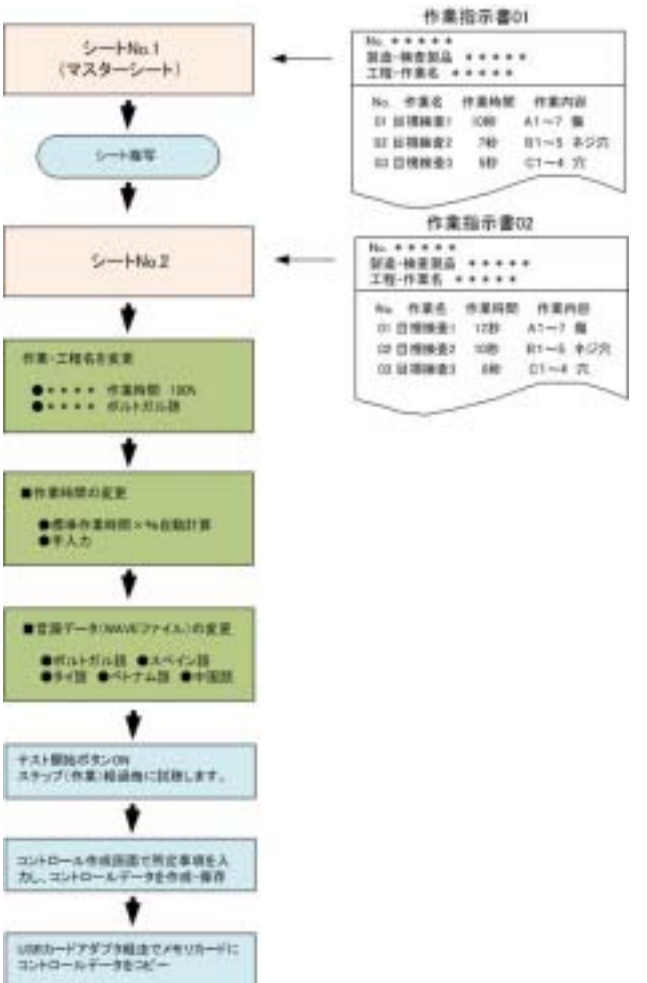 シートNo.1
(マスターシート)
シート複写
シートNo.2
作業・工程名を変更
●＊＊＊＊ 作業時間
●＊＊＊＊ ポルトガル語
■作業時間の変更
●標準作業時間×%自動計算
●手入力
■音源データ(WAVEファイル)の変更
●ポルトガル語 ●スペイン語
●タイ語 ●ベトナム語 ●中国語
テスト開始ボタンON
ステップ(作業)経過毎に試聴します。
コントロール作成画面で所定事項を入
力し、コントロールデータを作成・保存
USBカードアダプタ経由でメモリカードに
コントロールデータをコピー
作業指示書01
No. ＊＊＊＊＊
製造・検査製品 ＊＊＊＊＊
工程・作業名 ＊＊＊＊＊
No. 作業名 作業時間 作業内容
01 目視検査1 10秒 A1～7 傷
02 目視検査2 7秒 B1～5 ネジ穴
03 目視検査3 C1～4 穴
作業指示書02
No. ＊＊＊＊＊
製造・検査製品 ＊＊＊＊＊
工程・作業名 ＊＊＊＊＊
No. 作業名 作業時間 作業内容
01 目視検査1 12秒 A1～7 傷
02 目視検査2 10秒 B1～5 ネジ穴
03 目視検査3 C1～4 穴